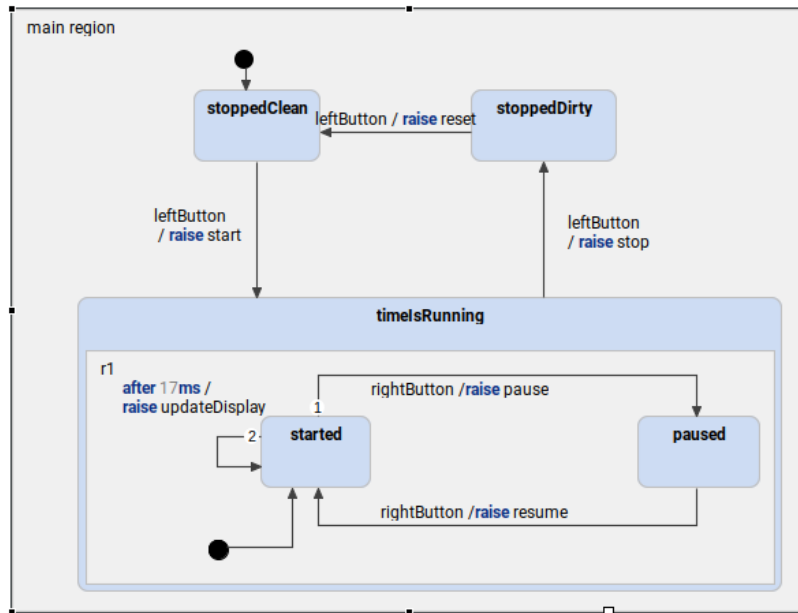 main region
stoppedClean
leftButton / raise reset
stoppedDirty
leftButton
/ raise start
leftButton
/ raise stop
timeIsRunning
r1
after 17ms /
raise updateDisplay
1
rightButton /raise pause
2
started
paused
rightButton /raise resume